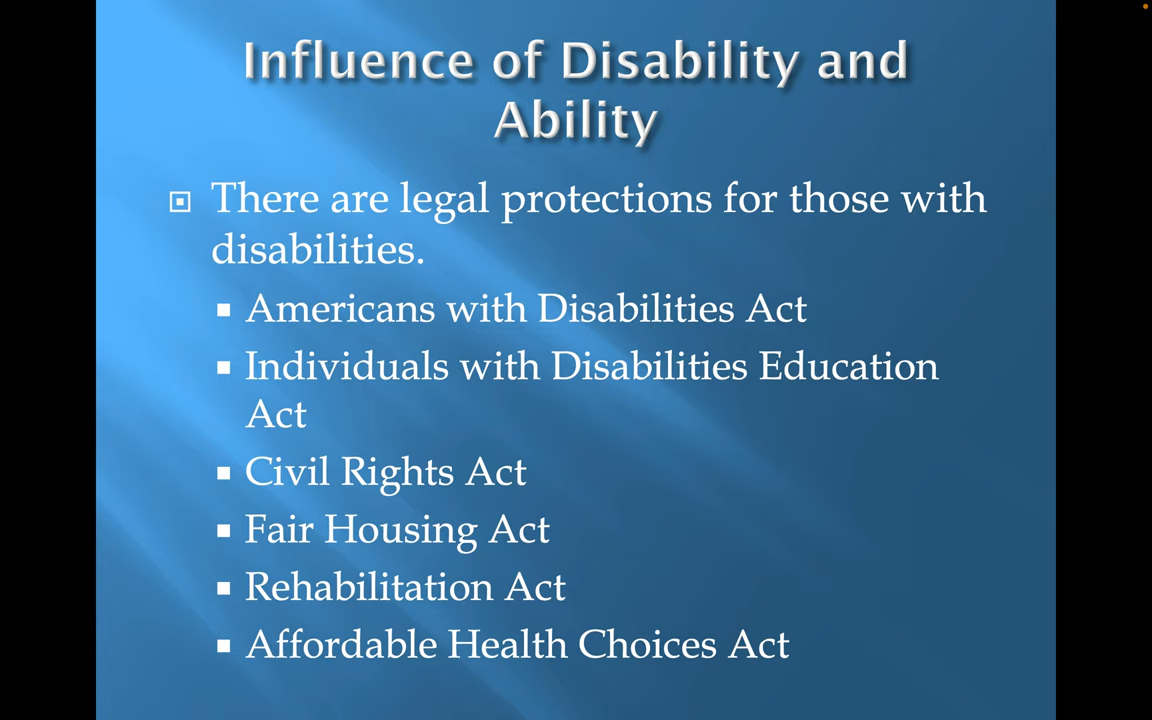 Influence of Disability and
Ability
There are legal protections for those with
disabilities.
Americans with Disabilities Act
Individuals with Disabilities Education
Act
Civil Rights Act
Fair Housing Act
Rehabilitation Act
Affordable Health Choices Act